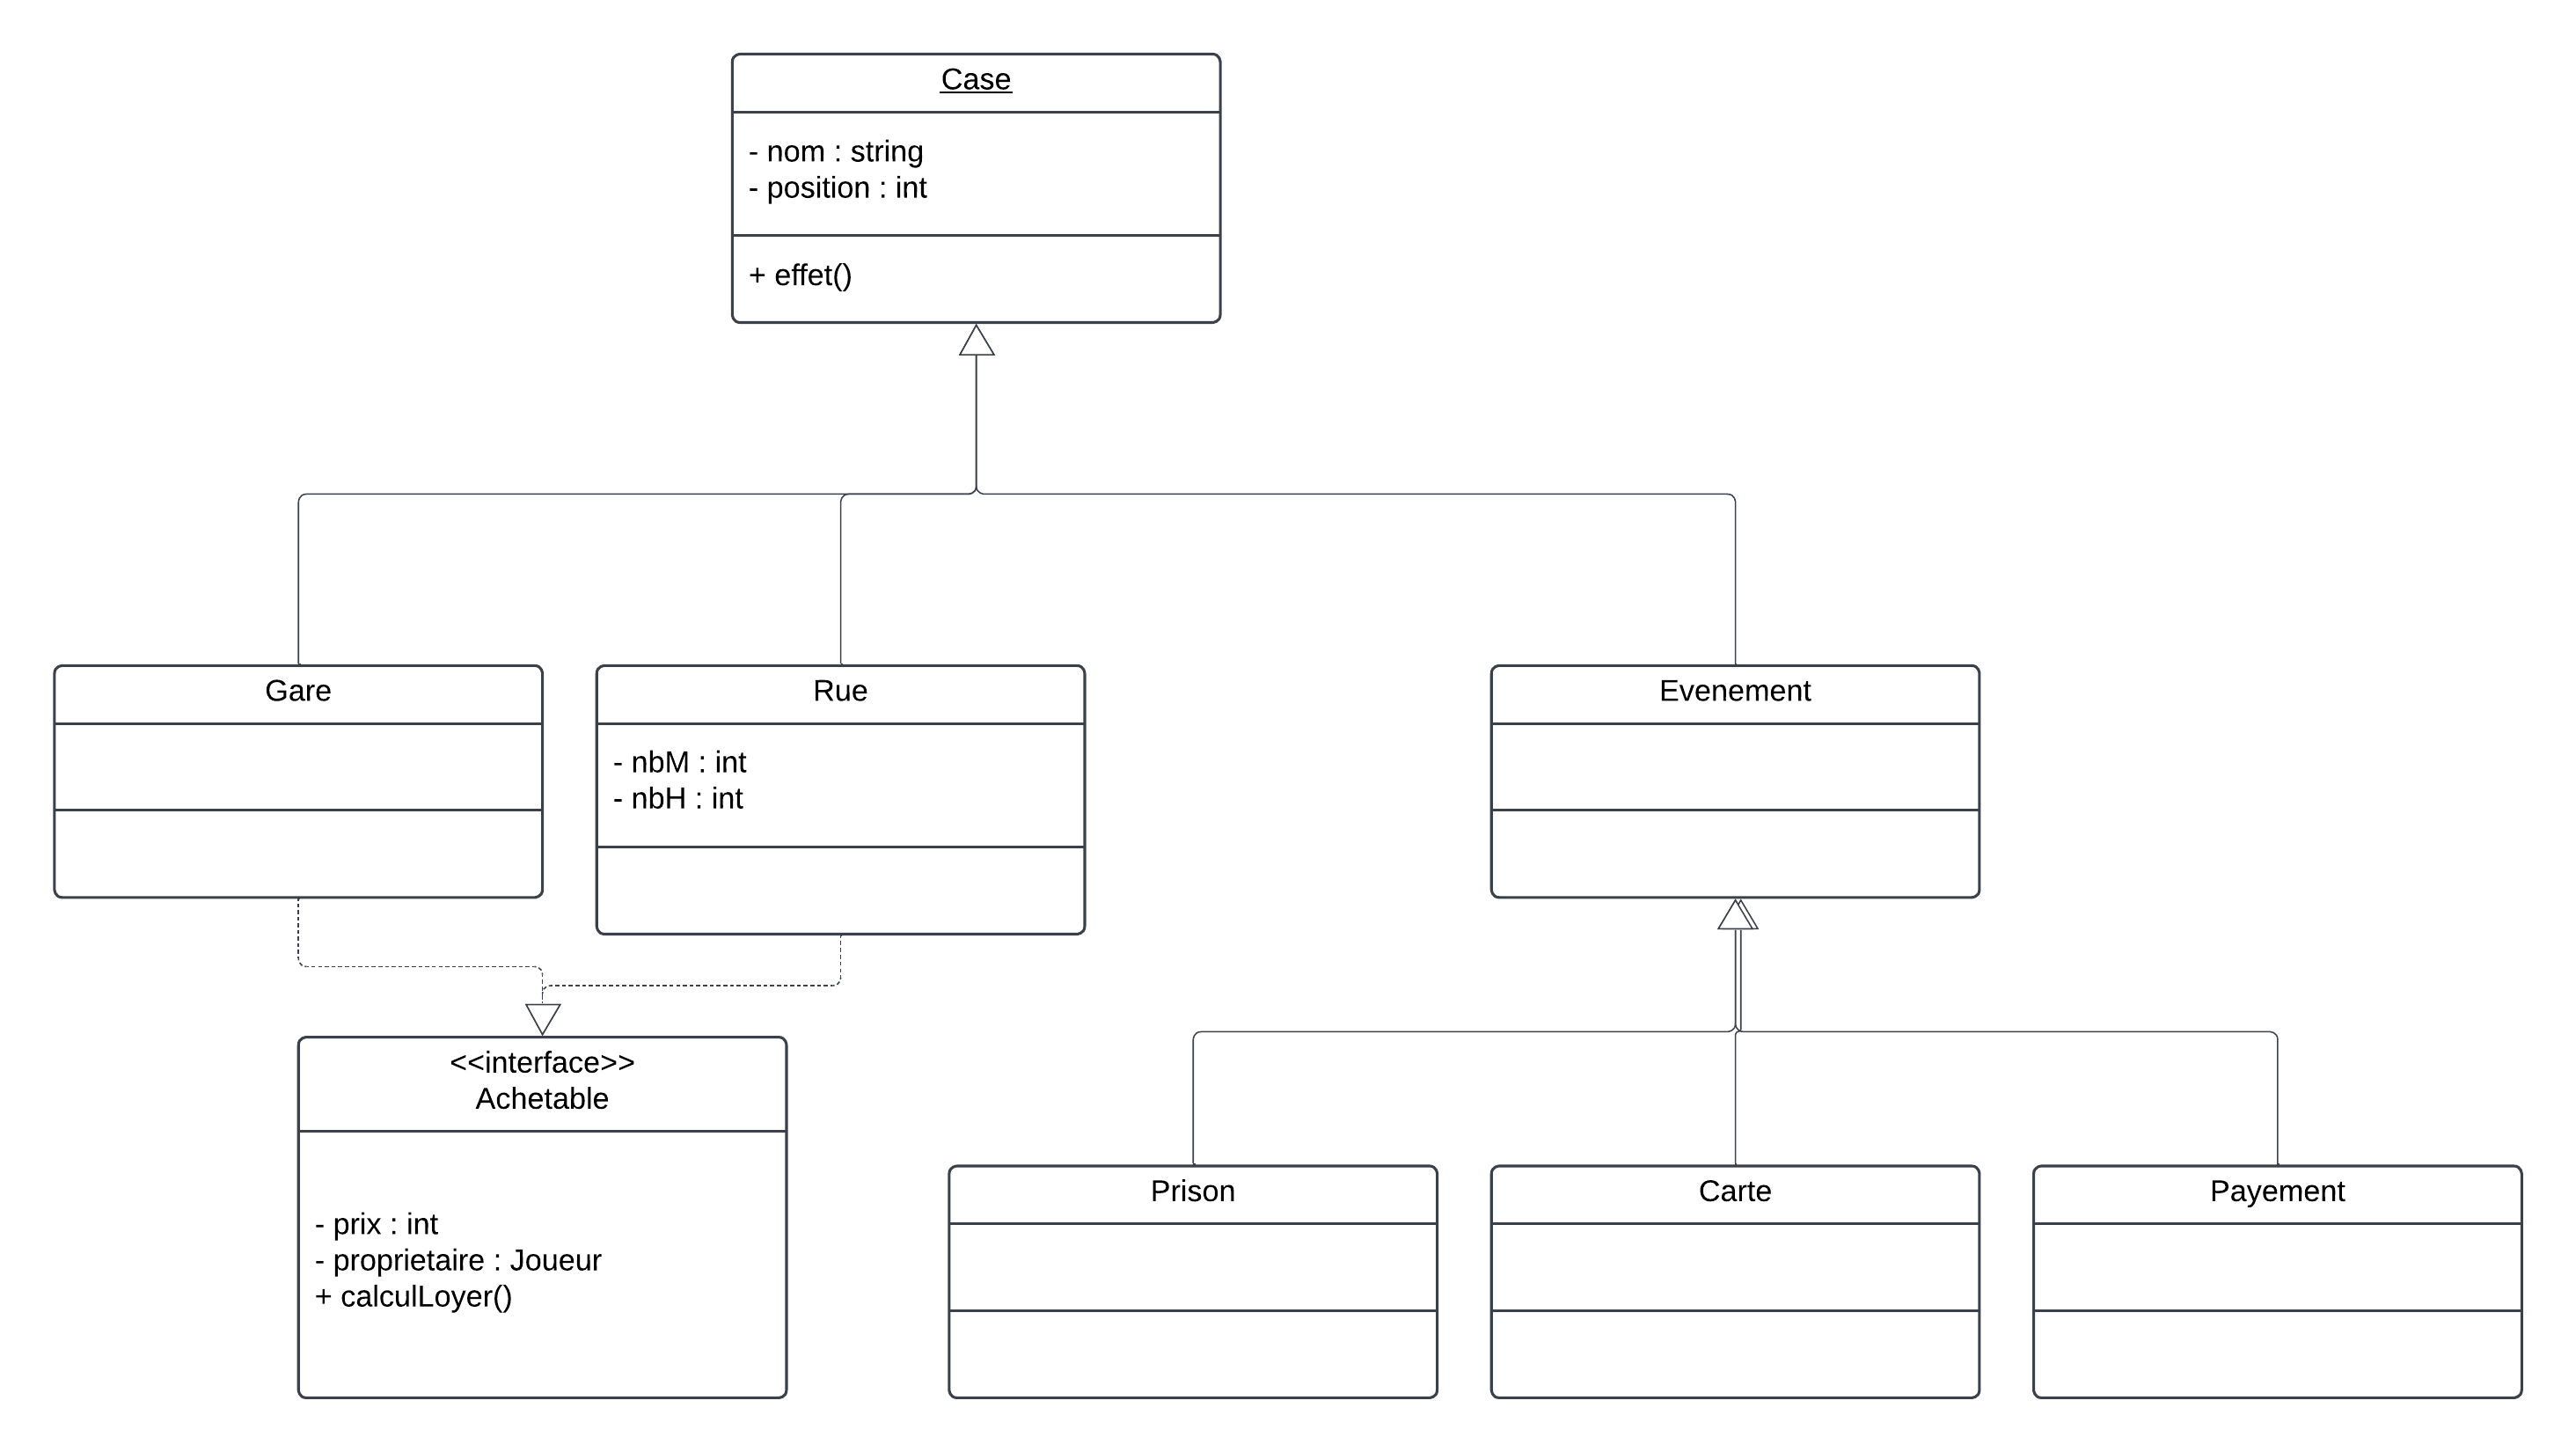 Case
- nom : string
- position : int
+ effet()
Gare
Rue
- nbM : int
- nbH : int
Evenement
<<interface>>
Achetable
- prix : int
- proprietaire : Joueur
+ calculLoyer()
Prison
Carte
Payement